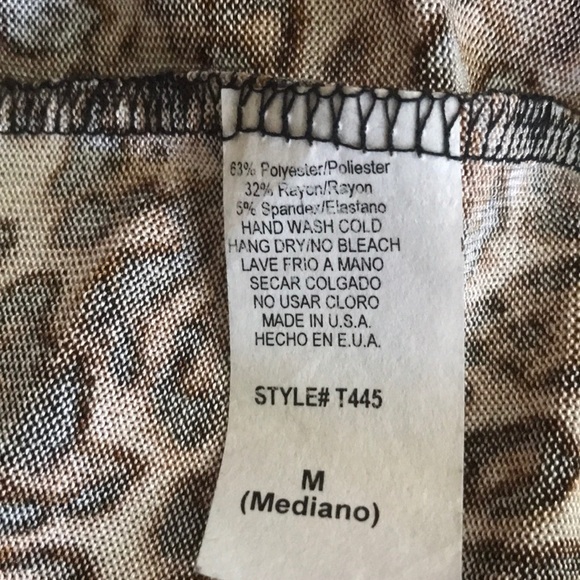 63% Polyester/Poliester
32% Rayon/Rayon
5% Spandex/Elastano
HAND WASH COLD
HANG DRY/NO BLEACH
LAVE FRIO A MANO
SECAR COLGADO
NO USAR CLORO
MADE IN U.S.A.
HECHO EN E.U.A.
STYLE# T445
M
(Mediano)